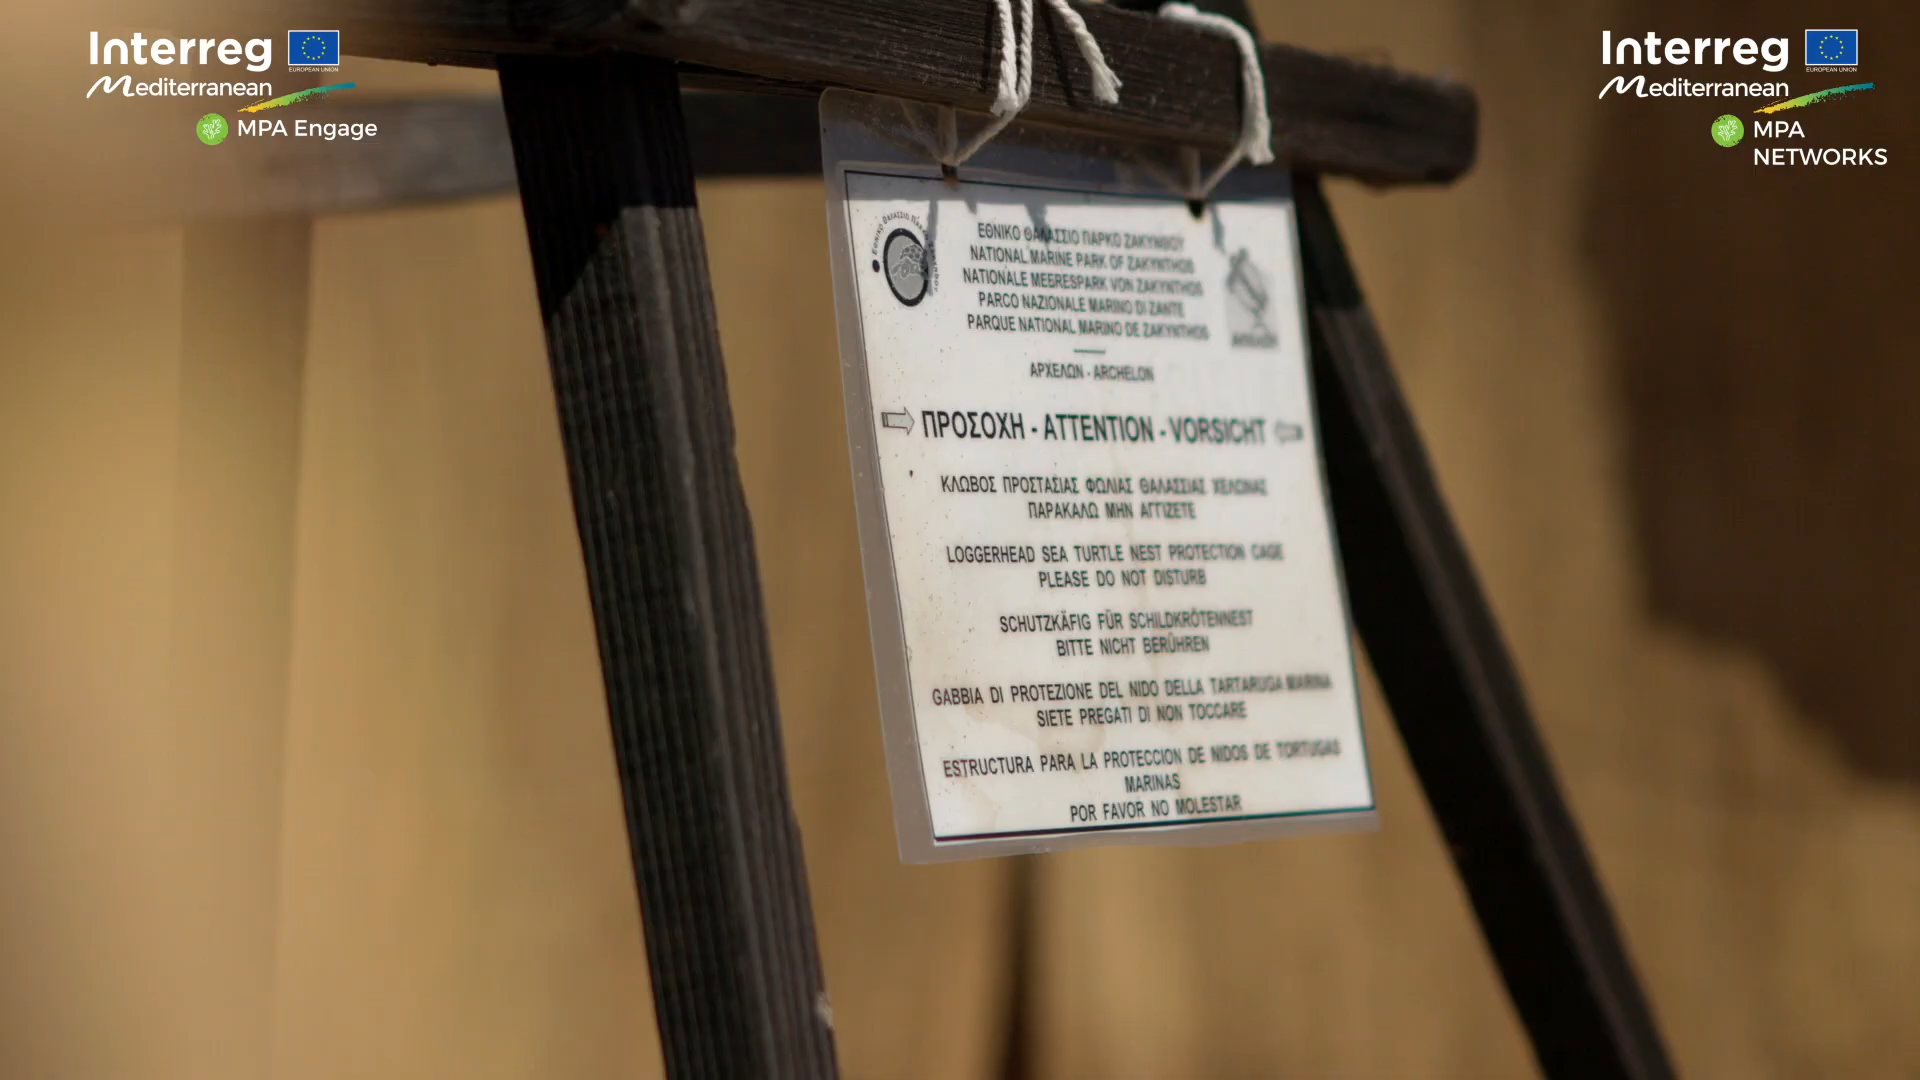 Interreg
EUROPEAN UNION
Mediterranean
MPA Engage
Interreg
EUROPEAN UNION
Mediterranean
MPA
NETWORKS
ΕΘΝΙΚΟ ΘΑΛΑΣΣΙΟ ΠΑΡΚΟ ΖΑΚΥΝΘΟΥ
NATIONAL MARINE PARK OF ZAKYNTHOS
NATIONALE MEERESPARK VON ZAKYNTHOS
PARCO NAZIONALE MARINO DI ZANTE
PARQUE NATIONAL MARINO DE ZAKYNTHOS
ΑΡΧΕΛΩΝ - ARCHELON
ΠΡΟΣΟΧΗ - ATTENTION - VORSICHT
ΚΛΩΒΟΣ ΠΡΟΣΤΑΣΙΑΣ ΦΩΛΙΑΣ ΘΑΛΑΣΣΙΑΣ ΧΕΛΩΝΑΣ
ΠΑΡΑΚΑΛΩ ΜΗΝ ΑΓΓΙΖΕΤΕ
LOGGERHEAD SEA TURTLE NEST PROTECTION CAGE
PLEASE DO NOT DISTURB
SCHUTZKÄFIG FÜR SCHILDKRÖTENNEST
BITTE NICHT BERÜHREN
GABBIA DI PROTEZIONE DEL NIDO DELLA TARTARUGA MARINA
SIETE PREGATI DI NON TOCCARE
ESTRUCTURA PARA LA PROTECCION DE NIDOS DE TORTUGAS
MARINAS
POR FAVOR NO MOLESTAR